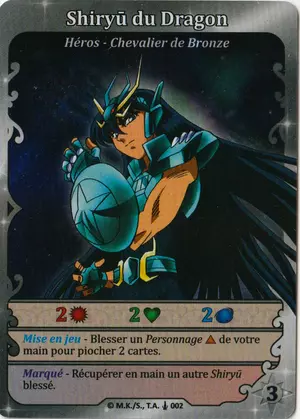 Shiryū du Dragon
Héros - Chevalier de Bronze
2 2 2
Mise en jeu - Blesser un Personnage de votre
main pour piocher 2 cartes.
Marqué - Récupérer en main un autre Shiryū
blessé.
3
© M.K./S., T.A. 002